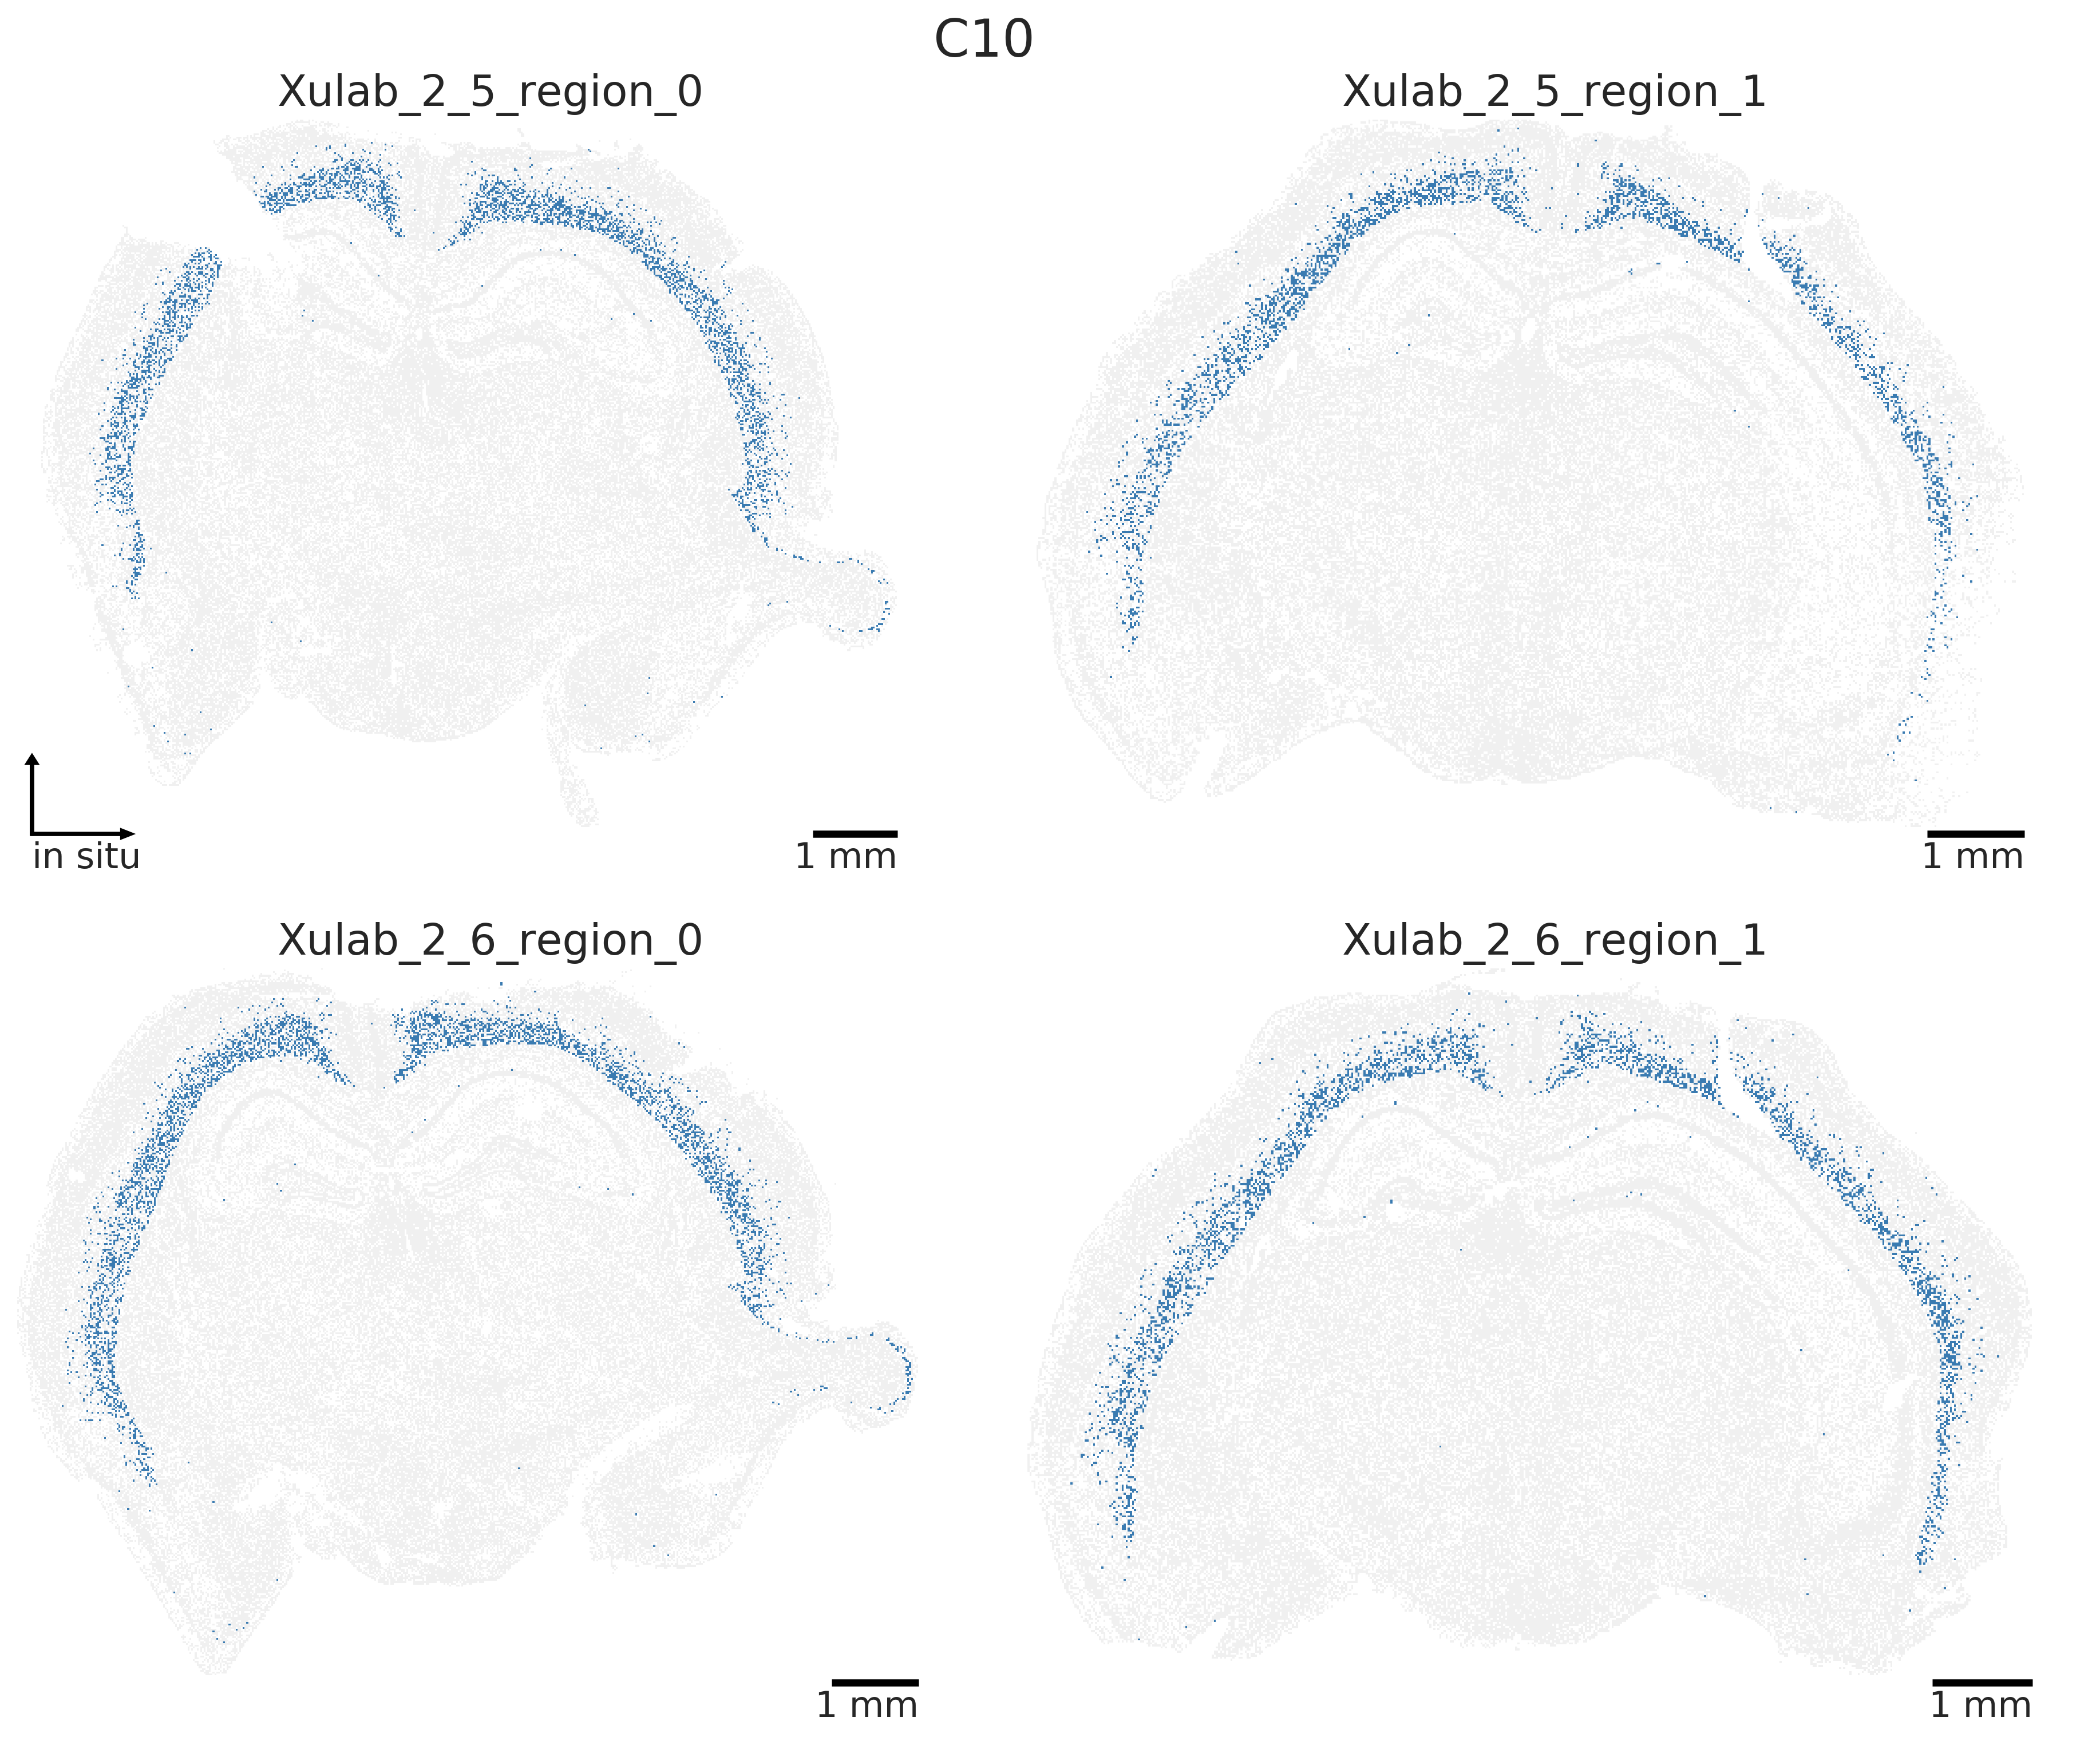 C10
Xulab_2_5_region_0
Xulab_2_5_region_1
in situ
1 mm
1 mm
Xulab_2_6_region_0
Xulab_2_6_region_1
1 mm
1 mm